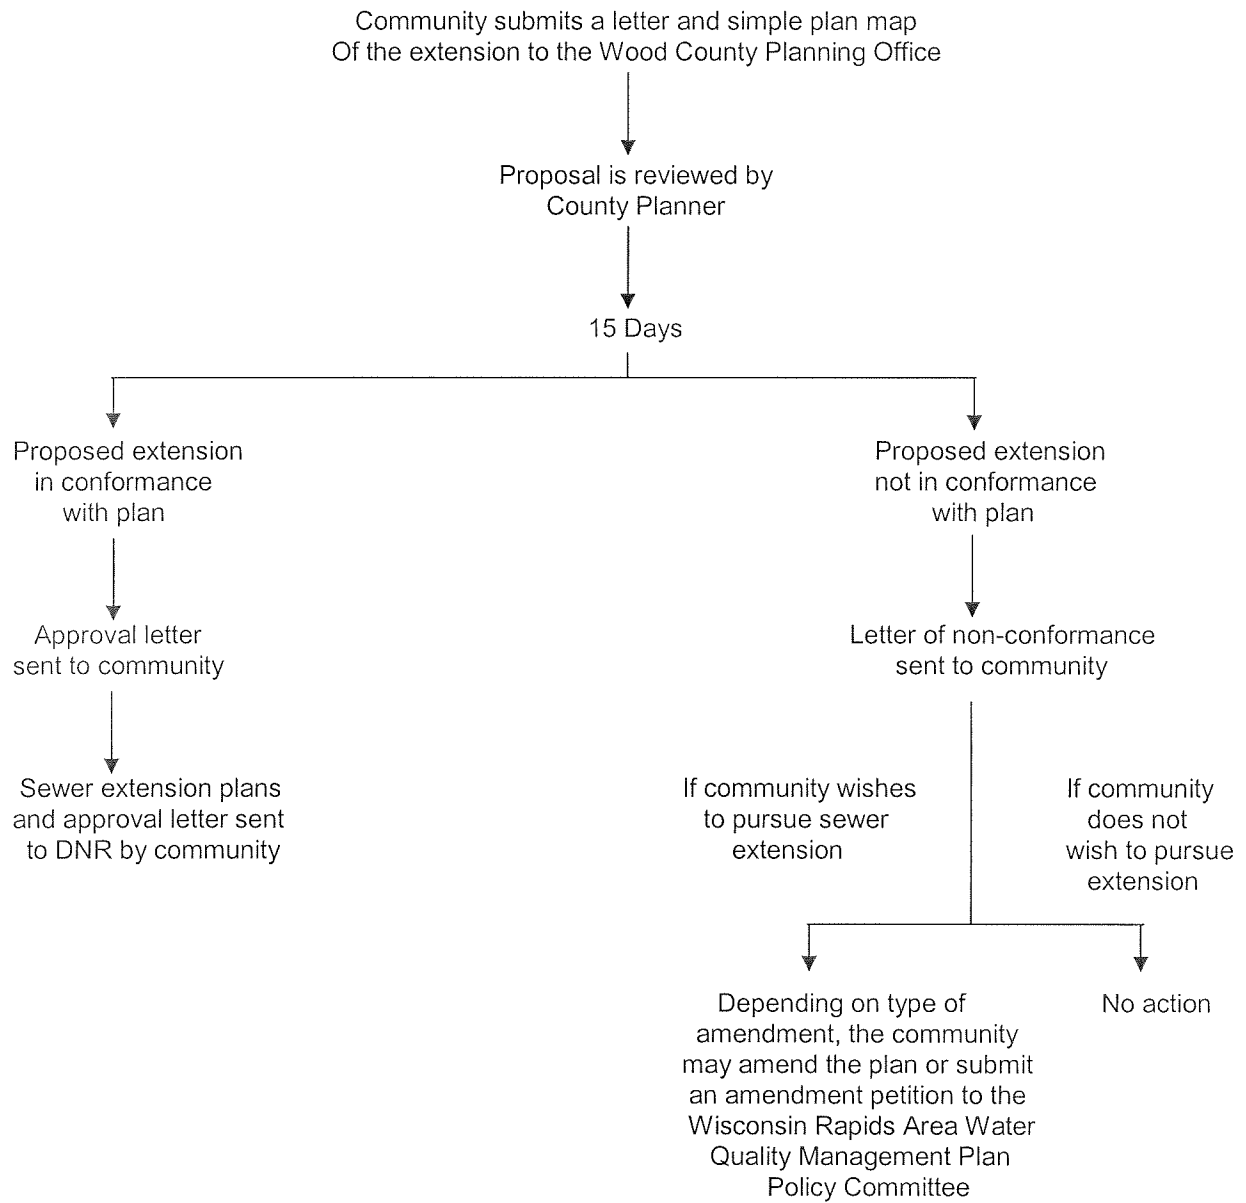 Community submits a letter and simple plan map
Of the extension to the Wood County Planning Office
Proposal is reviewed by
County Planner
15 Days
Proposed extension
in conformance
with plan
Proposed extension
not in conformance
with plan
Approval letter
sent to community
Letter of non-conformance
sent to community
Sewer extension plans
and approval letter sent
to DNR by community
If community wishes
to pursue sewer
extension
If community
does not
wish to pursue
extension
Depending on type of
amendment, the community
may amend the plan or submit
an amendment petition to the
Wisconsin Rapids Area Water
Quality Management Plan
Policy Committee
No action